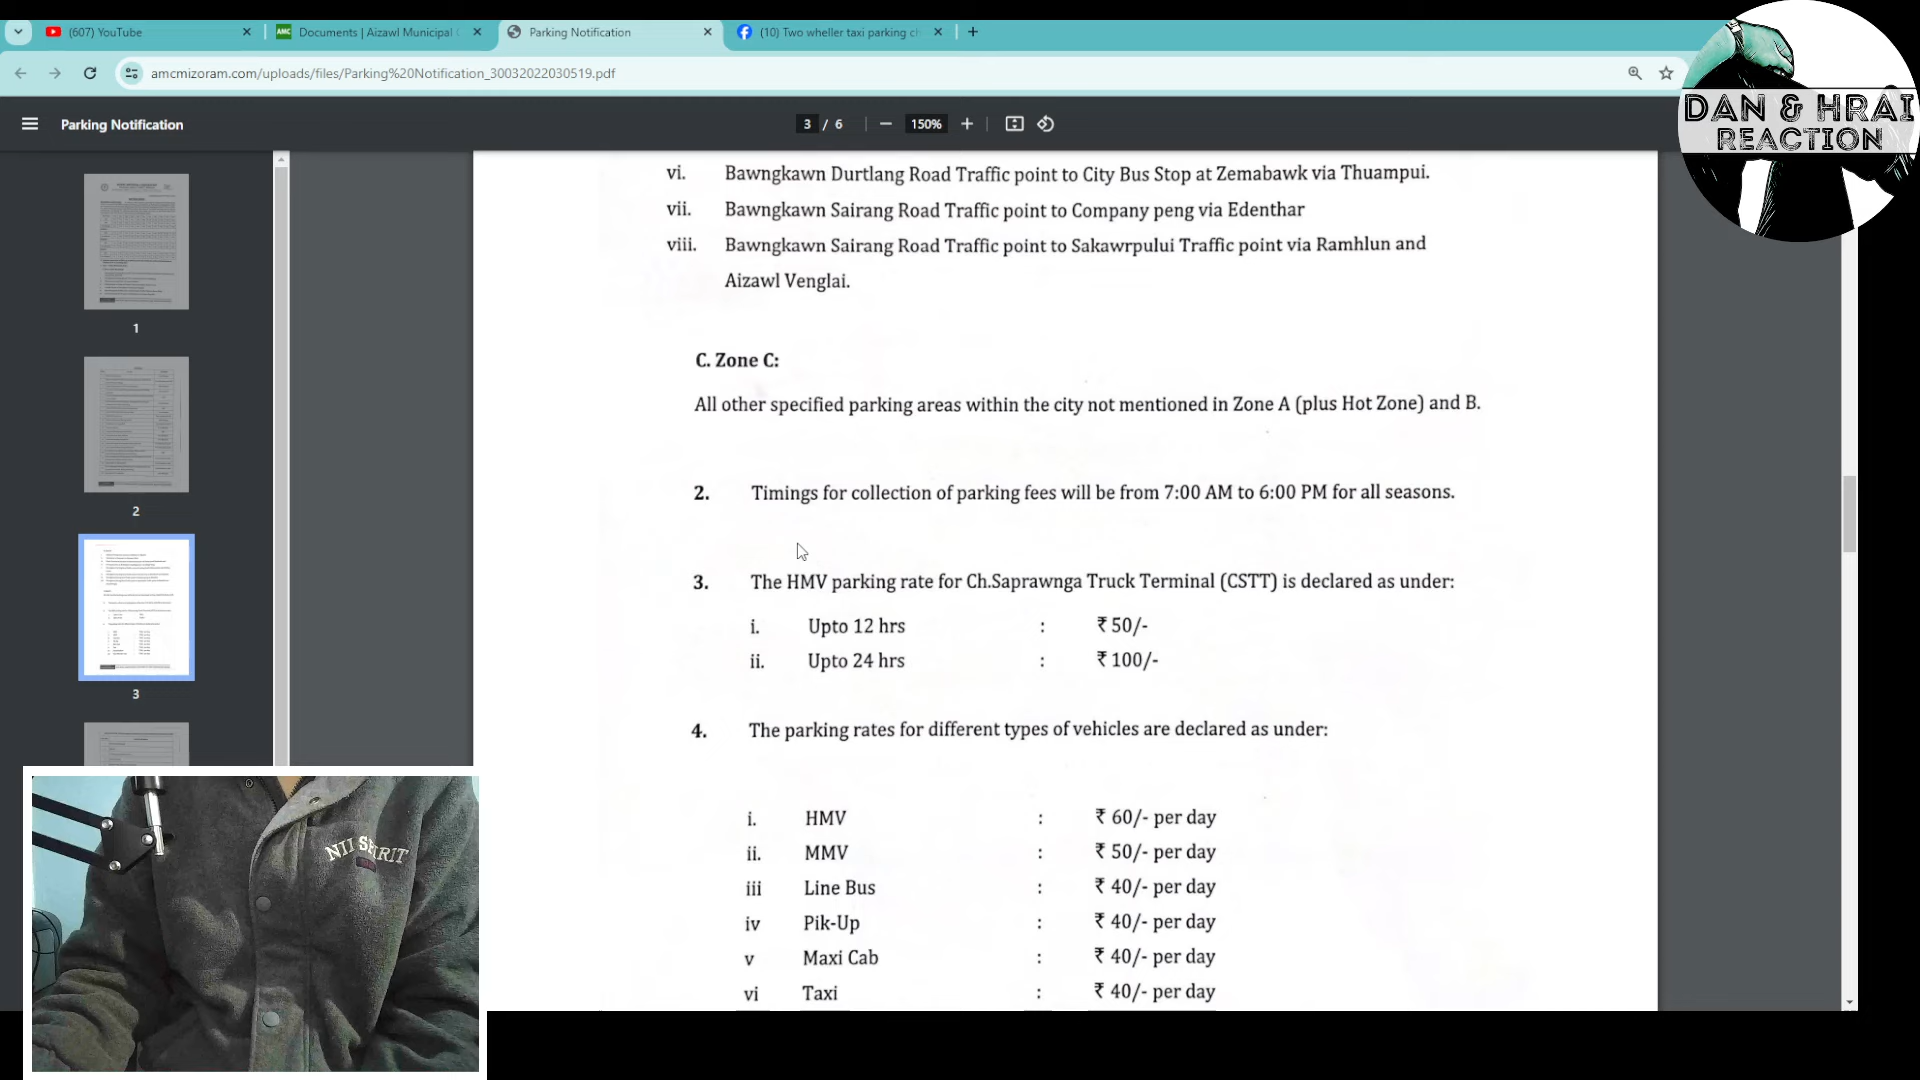 (607) YouTube
AMC Documents | Aizawl Municipal
Parking Notification
(10) Two wheller taxi parking
amcmizoram.com/uploads/files/Parking%20Notification_30032022030519.pdf
DAN & HRAI
REACTION
Parking Notification
3 / 6
150%
1
2
3
vi. Bawngkawn Durtlang Road Traffic point to City Bus Stop at Zemabawk via Thuampui.
vii. Bawngkawn Sairang Road Traffic point to Company peng via Edenthar
viii. Bawngkawn Sairang Road Traffic point to Sakawrpului Traffic point via Ramhlun and
Aizawl Venglai.
C. Zone C:
All other specified parking areas within the city not mentioned in Zone A (plus Hot Zone) and B.
2. Timings for collection of parking fees will be from 7:00 AM to 6:00 PM for all seasons.
3. The HMV parking rate for Ch.Saprawnga Truck Terminal (CSTT) is declared as under:
i. Upto 12 hrs : ₹ 50/-
ii. Upto 24 hrs : ₹ 100/-
4. The parking rates for different types of vehicles are declared as under:
i. HMV : ₹ 60/- per day
ii. MMV : ₹ 50/- per day
iii Line Bus : ₹ 40/- per day
iv Pik-Up : ₹ 40/- per day
v Maxi Cab : ₹ 40/- per day
vi Taxi : ₹ 40/- per day